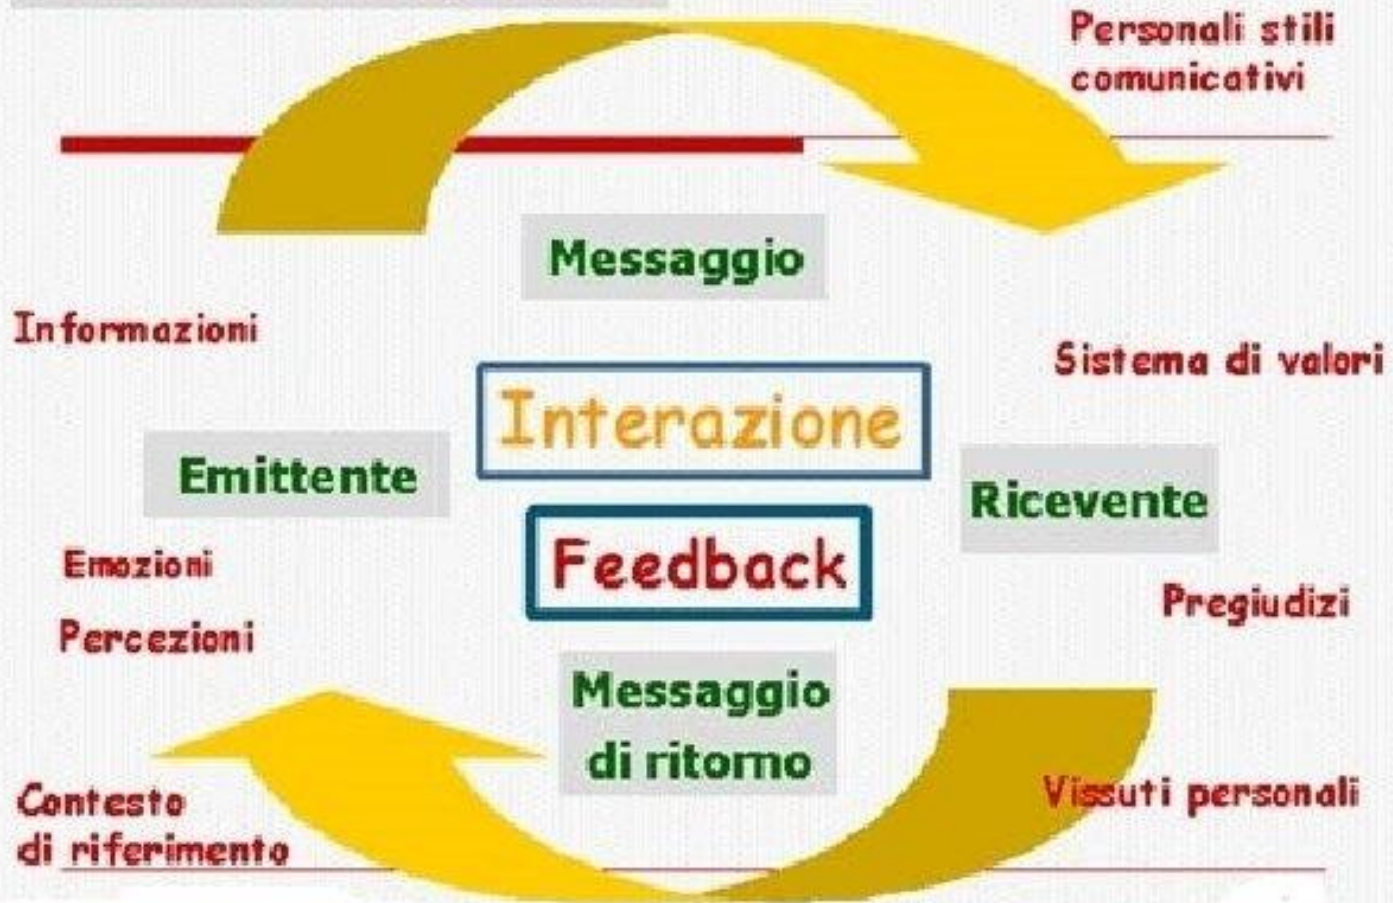 Personali stili
comunicativi
Messaggio
Informazioni
Sistema di valori
Interazione
Emittente
Ricevente
Feedback
Emozioni
Pregiudizi
Percezioni
Messaggio
di ritorno
Vissuti personali
Contesto
di riferimento